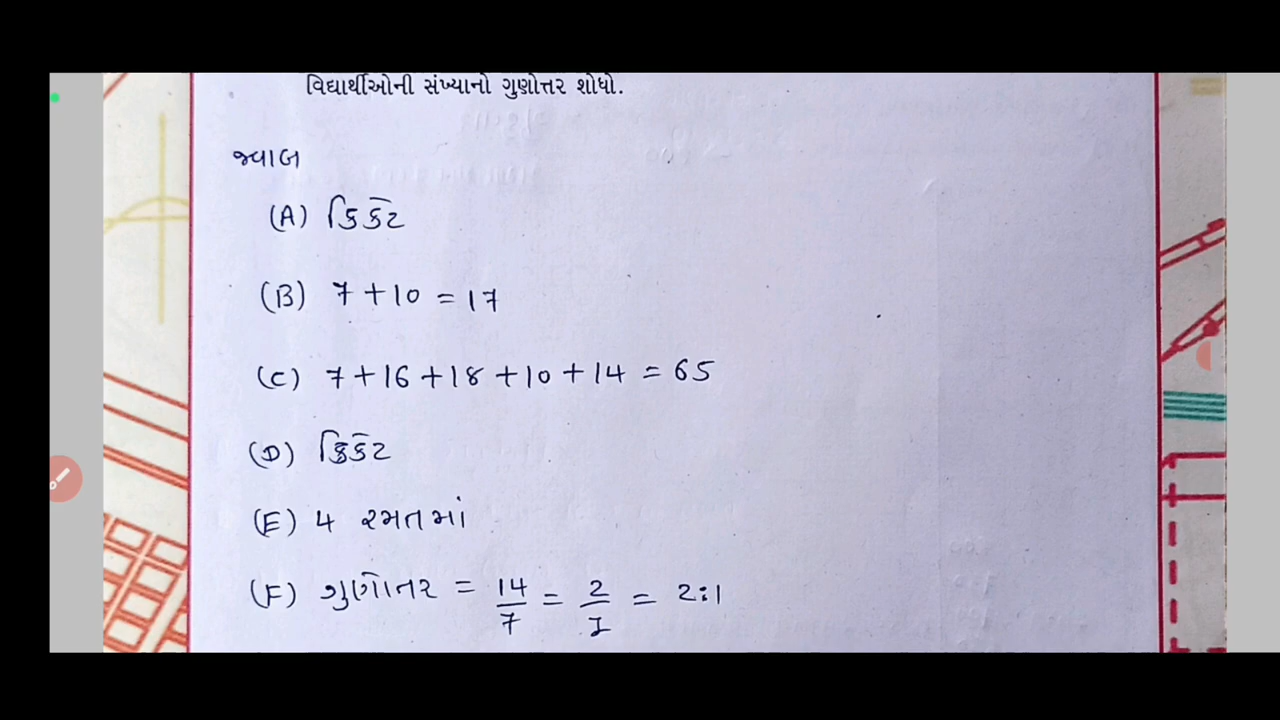 વિદ્યાર્થીઓની સંખ્યાનો ગુણોત્તર શોધો.
જવાબ
(A) ક્રિકેટ
(B) 7 + 10 = 17
(C) 7 + 16 + 18 + 10 + 14 = 65
(D) ક્રિકેટ
(E) 4 રમતમાં
(F) ગુણોતર = 14/7 = 2/1 = 2:1